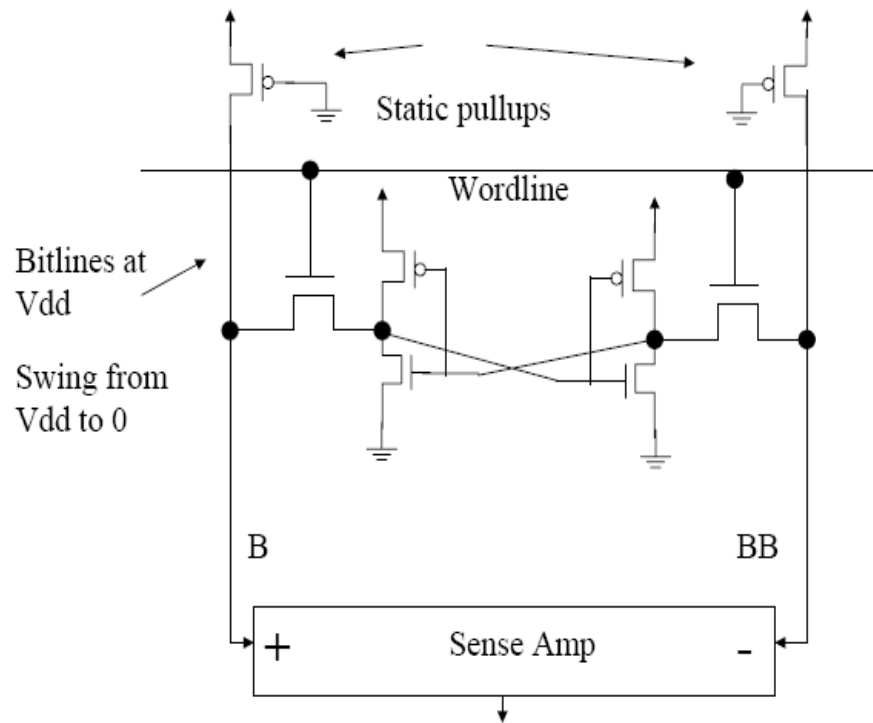 Static pullups
Wordline
Bitlines at
Vdd
Swing from
Vdd to 0
B
BB
+
Sense Amp
-